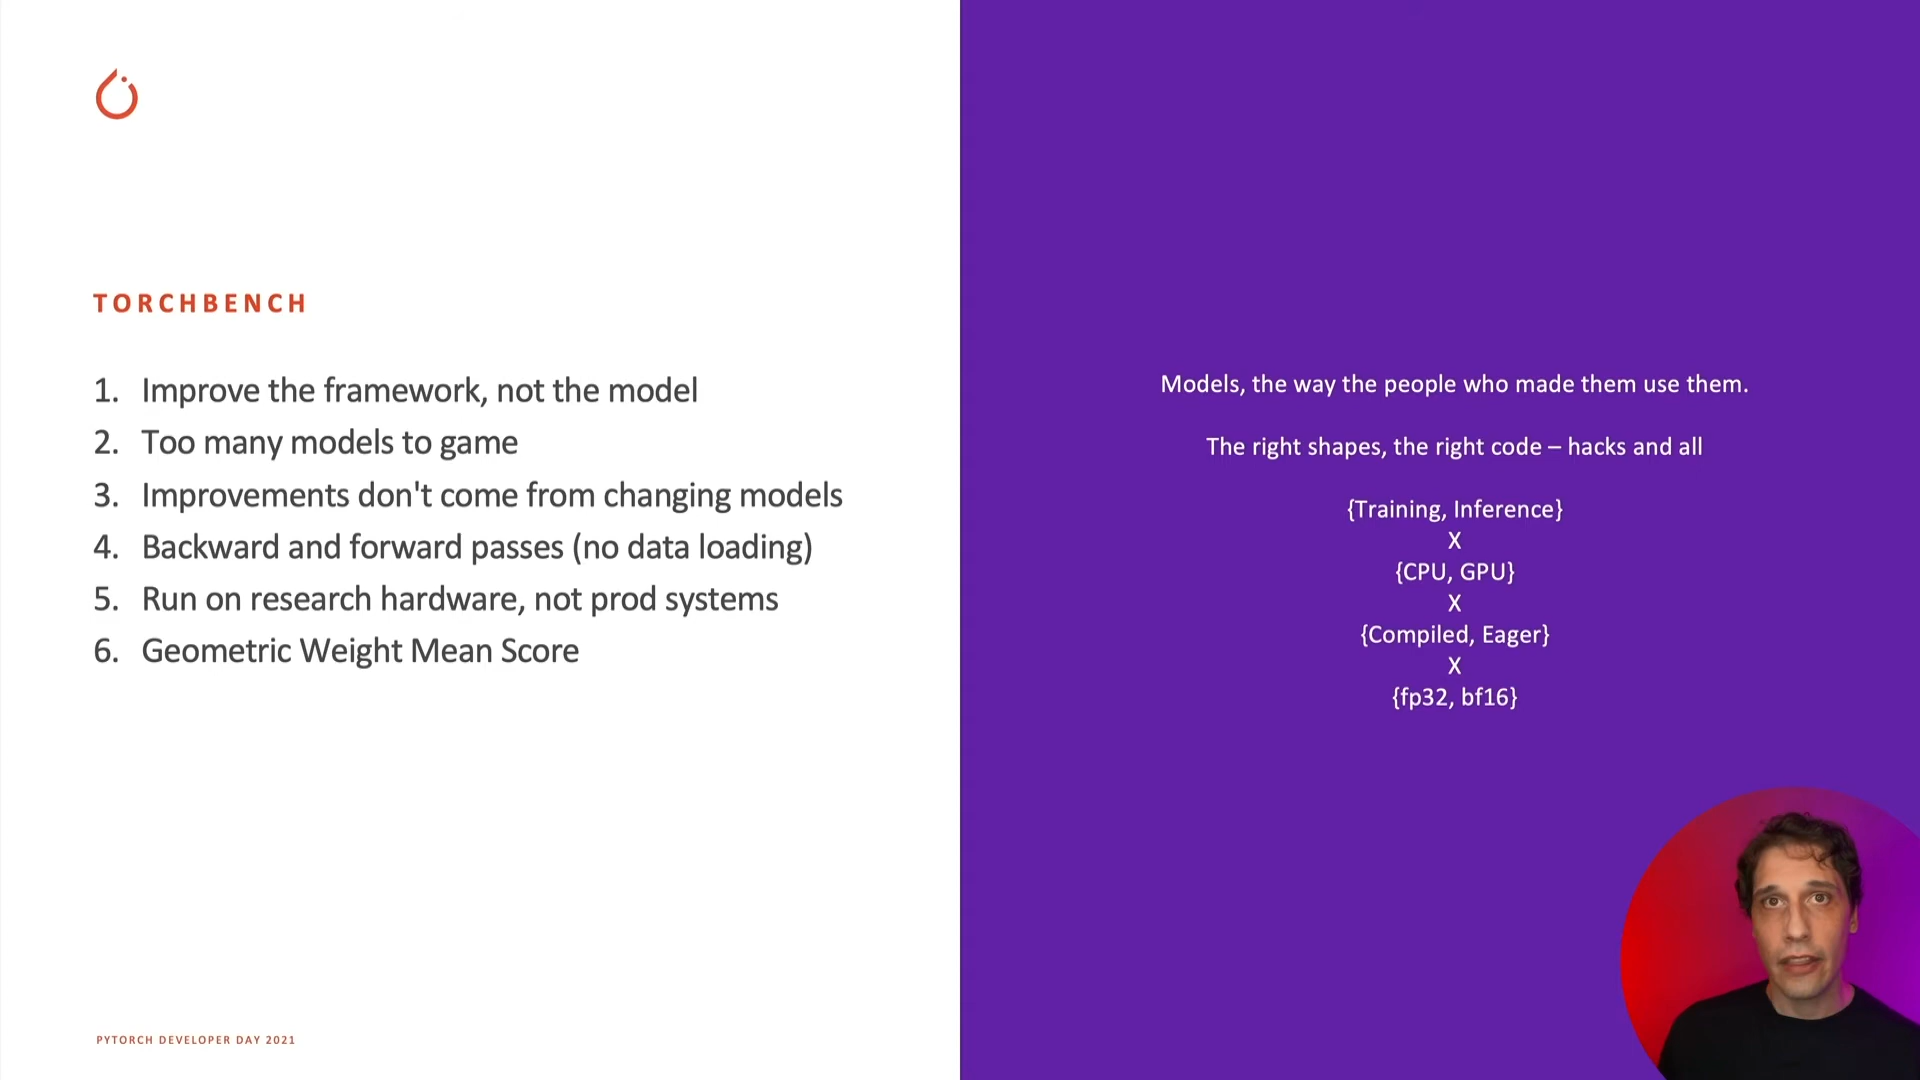 TORCHBENCH
1. Improve the framework, not the model
2. Too many models to game
3. Improvements don't come from changing models
4. Backward and forward passes (no data loading)
5. Run on research hardware, not prod systems
6. Geometric Weight Mean Score
PYTORCH DEVELOPER DAY 2021
Models, the way the people who made them use them.
The right shapes, the right code – hacks and all
{Training, Inference}
X
{CPU, GPU}
X
{Compiled, Eager}
X
{fp32, bf16}